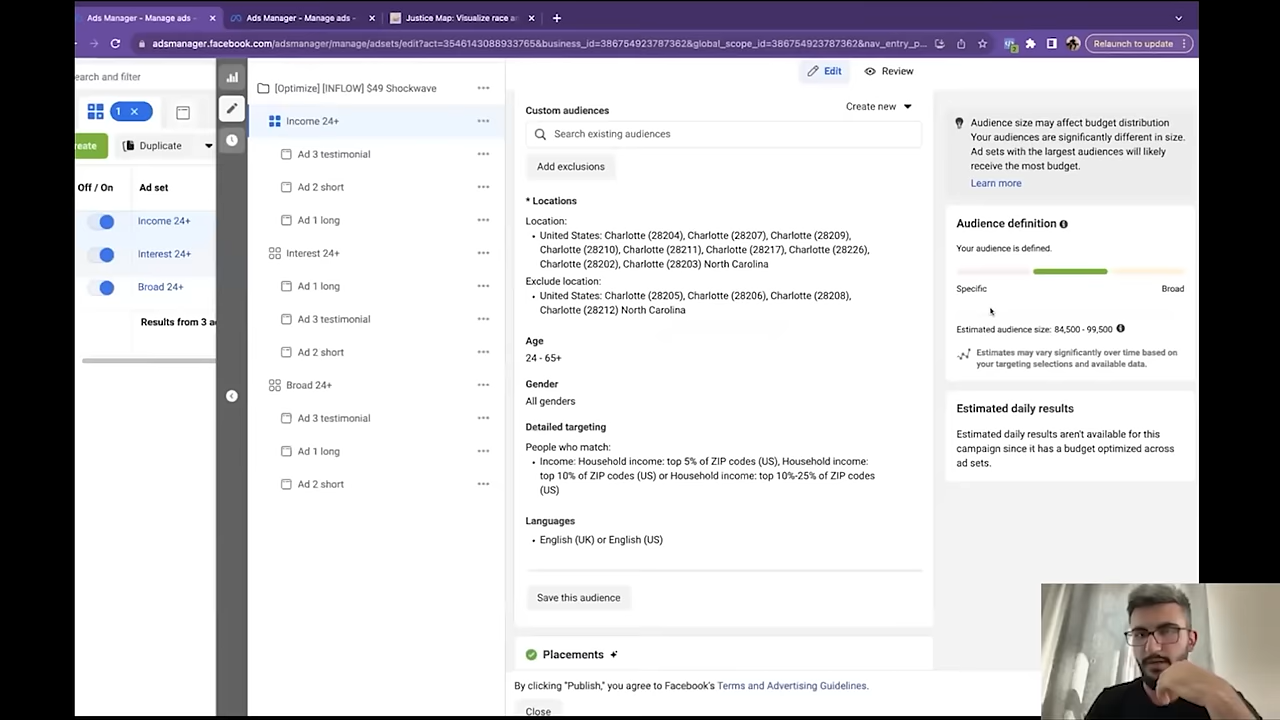 Ads Manager - Manage ads - 
Ads Manager - Manage ads - 
Justice Map: Visualize race a
adsmanager.facebook.com/adsmanager/manage/adsets/edit?act=3546143088933765&business_id=386754923787362&global_scope_id=386754923787362&nav_entry_p...
Relaunch to update
earch and filter
1
reate
Duplicate
Off / On
Ad set
Income 24+
Interest 24+
Broad 24+
Results from 3 a
[Optimize] [INFLOW] $49 Shockwave
Income 24+
Ad 3 testimonial
Ad 2 short
Ad 1 long
Interest 24+
Ad 1 long
Ad 3 testimonial
Ad 2 short
Broad 24+
Ad 3 testimonial
Ad 1 long
Ad 2 short
Edit
Review
Custom audiences
Create new
Search existing audiences
Add exclusions
* Locations
Location:
United States: Charlotte (28204), Charlotte (28207), Charlotte (28209),
Charlotte (28210), Charlotte (28211), Charlotte (28217), Charlotte (28226),
Charlotte (28202), Charlotte (28203) North Carolina
Exclude location:
United States: Charlotte (28205), Charlotte (28206), Charlotte (28208),
Charlotte (28212) North Carolina
Age
24 - 65+
Gender
All genders
Detailed targeting
People who match:
Income: Household income: top 5% of ZIP codes (US), Household income:
top 10% of ZIP codes (US) or Household income: top 10%-25% of ZIP codes
(US)
Languages
English (UK) or English (US)
Save this audience
Placements
By clicking "Publish," you agree to Facebook's Terms and Advertising Guidelines.
Close
Audience size may affect budget distribution
Your audiences are significantly different in size.
Ad sets with the largest audiences will likely
receive the most budget.
Learn more
Audience definition
Your audience is defined.
Specific
Broad
Estimated audience size: 84,500 - 99,500
Estimates may vary significantly over time based on
your targeting selections and available data.
Estimated daily results
Estimated daily results aren't available for this
campaign since it has a budget optimized across
ad sets.